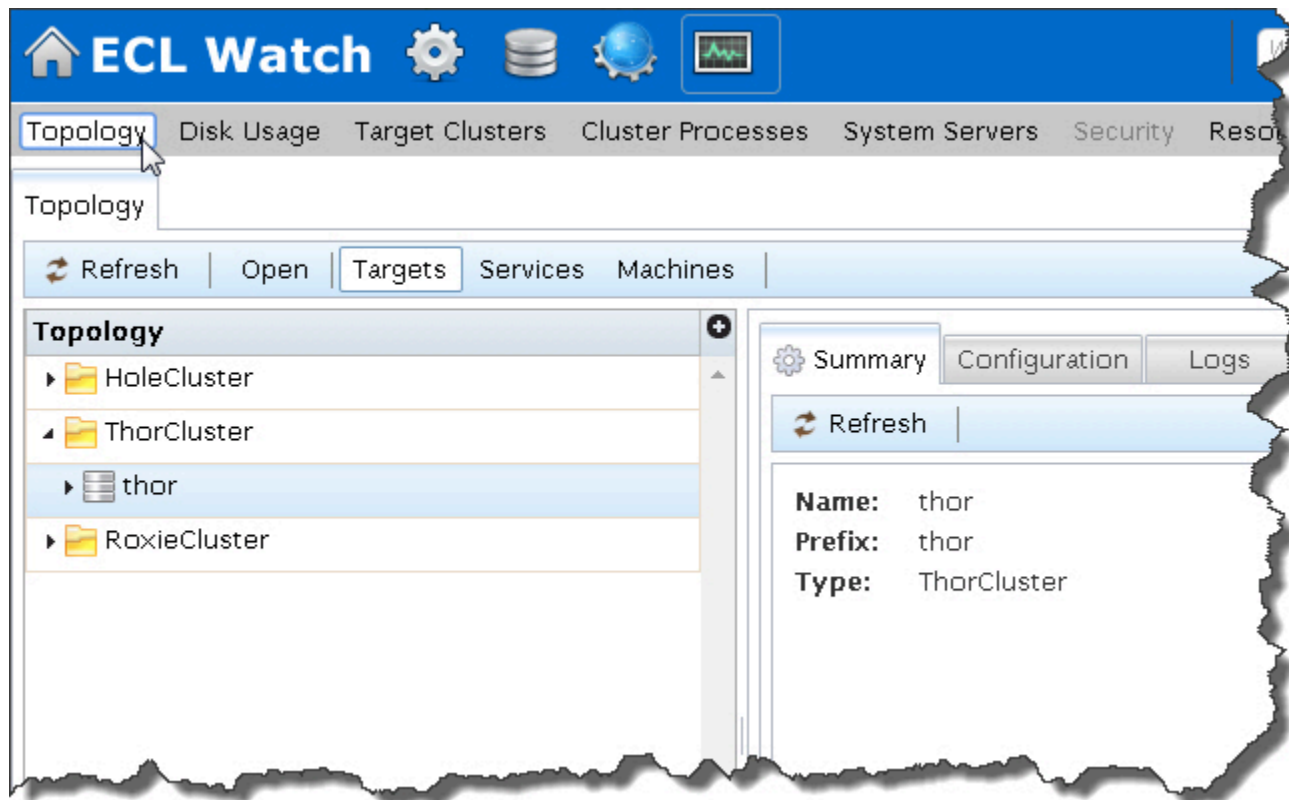 ECL Watch
Topology Disk Usage Target Clusters Cluster Processes System Servers Security
Topology
Refresh Open Targets Services Machines
Topology
HoleCluster
ThorCluster
thor
RoxieCluster
Summary Configuration Logs
Refresh
Name: thor
Prefix: thor
Type: ThorCluster